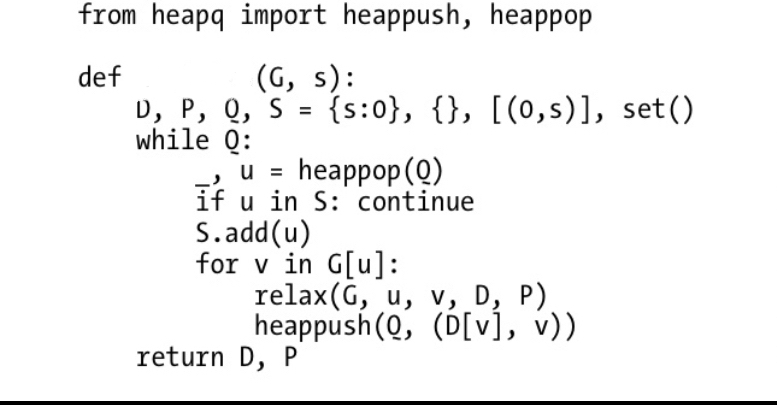 from heapq import heappush, heappop
def (G, s):
D, P, Q, S = {s:0}, {}, [(0,s)], set()
while Q:
_, u = heappop(Q)
if u in S: continue
S.add(u)
for v in G[u]:
relax(G, u, v, D, P)
heappush(Q, (D[v], v))
return D, P